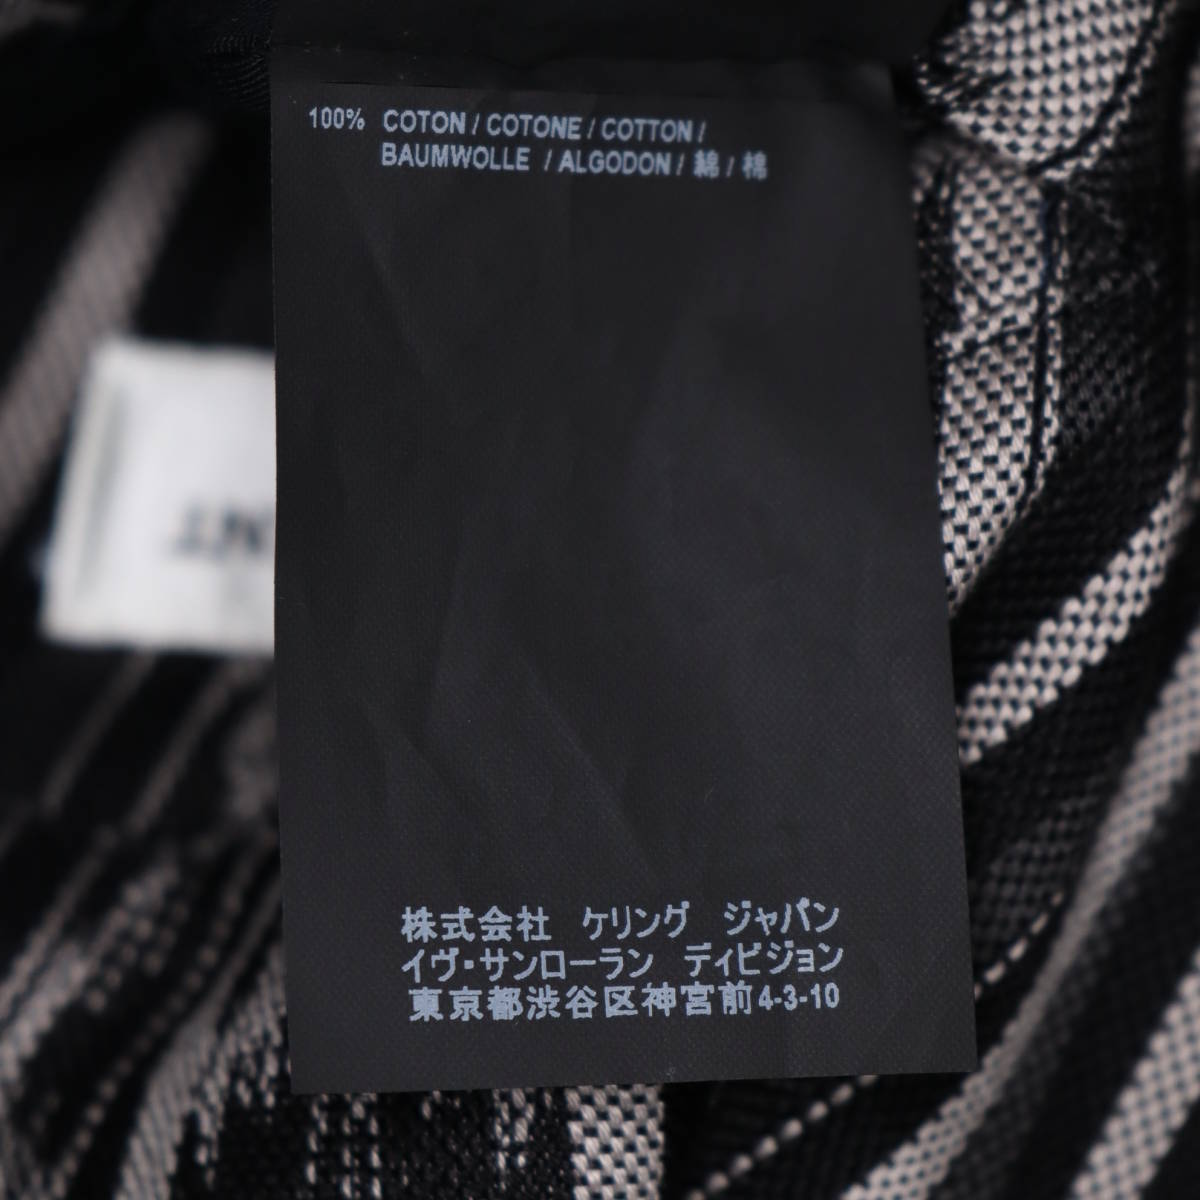 100% COTON / COTONE / COTTON /
BAUMWOLLE / ALGODON / 綿 / 棉
NT
株式会社 ケリング ジャパン
イヴ・サンローラン ディビジョン
東京都渋谷区神宮前4-3-10